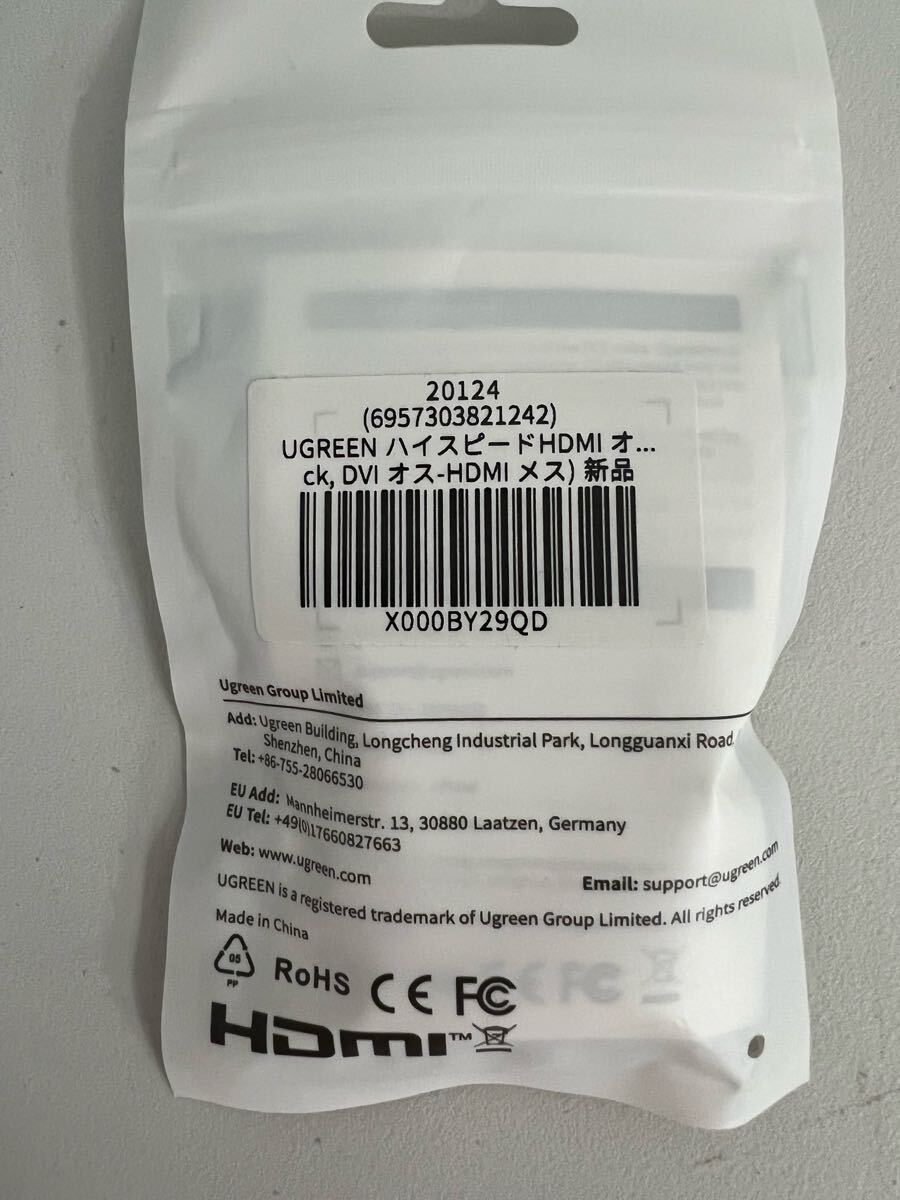 20124
(6957303821242)
UGREEN ハイスピードHDMI オ...
ck, DVI オス-HDMI メス) 新品
X000BY29QD
Ugreen Group Limited
Add: Ugreen Building, Longcheng Industrial Park, Longguanxi Road,
Shenzhen, China
Tel: +86-755-28066530
EU Add: Mannheimerstr. 13, 30880 Laatzen, Germany
EU Tel: +49(0)17660827663
Web: www.ugreen.com
Email: support@ugreen.com
UGREEN is a registered trademark of Ugreen Group Limited. All rights reserved.
Made in China
05
PP
RoHS CE FC
HDMI™